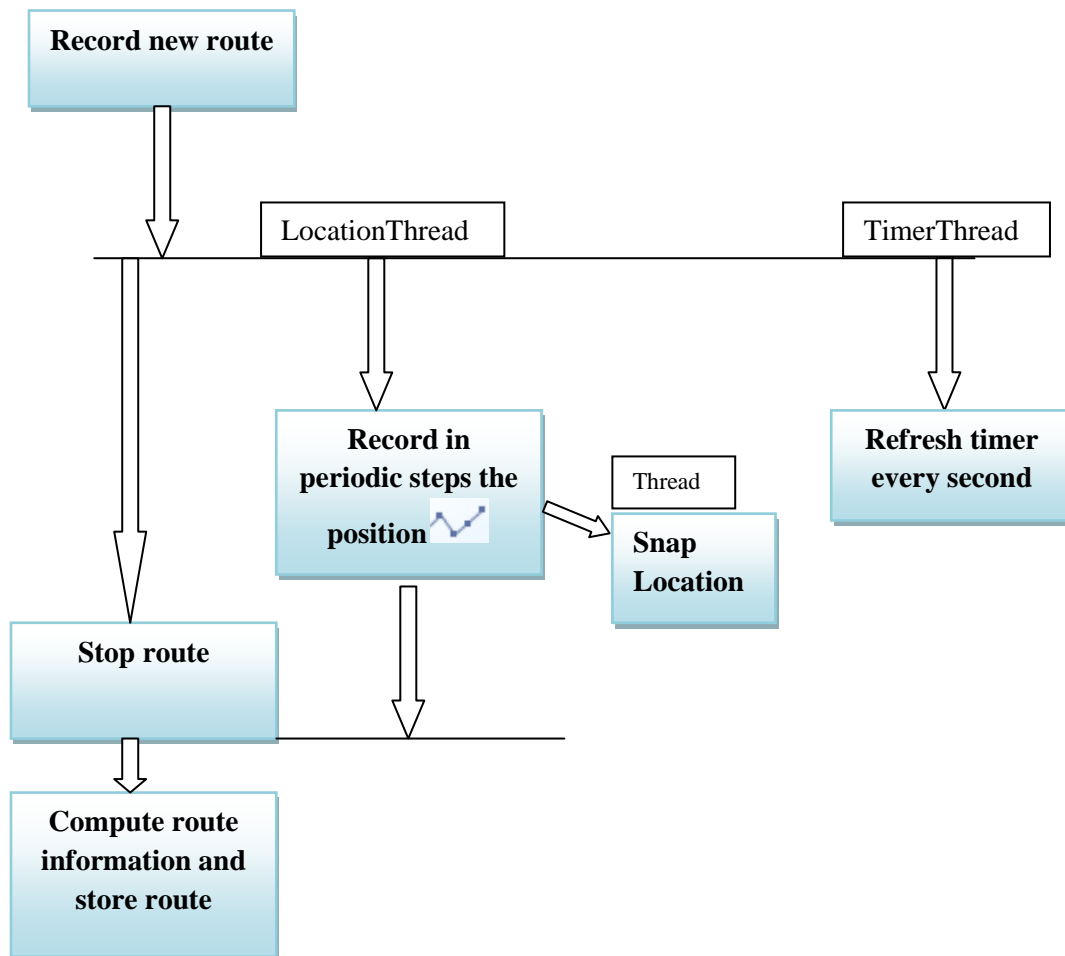 Record new route
LocationThread
TimerThread
Record in
periodic steps the
position
Refresh timer
every second
Thread
Snap
Location
Stop route
Compute route
information and
store route